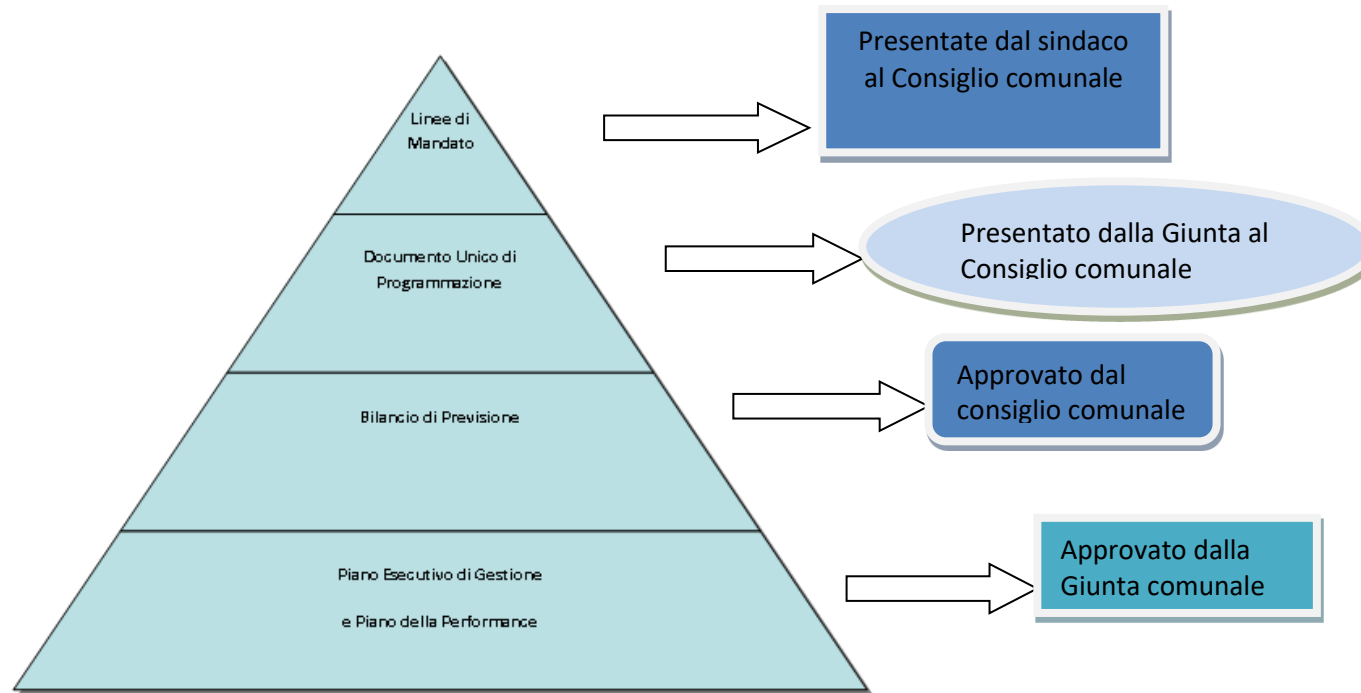 Linee di
Mandato
Presentate dal sindaco
al Consiglio comunale
Documento Unico di
Programmazione
Presentato dalla Giunta al
Consiglio comunale
Bilancio di Previsione
Approvato dal
consiglio comunale
Piano Esecutivo di Gestione
e Piano della Performance
Approvato dalla
Giunta comunale